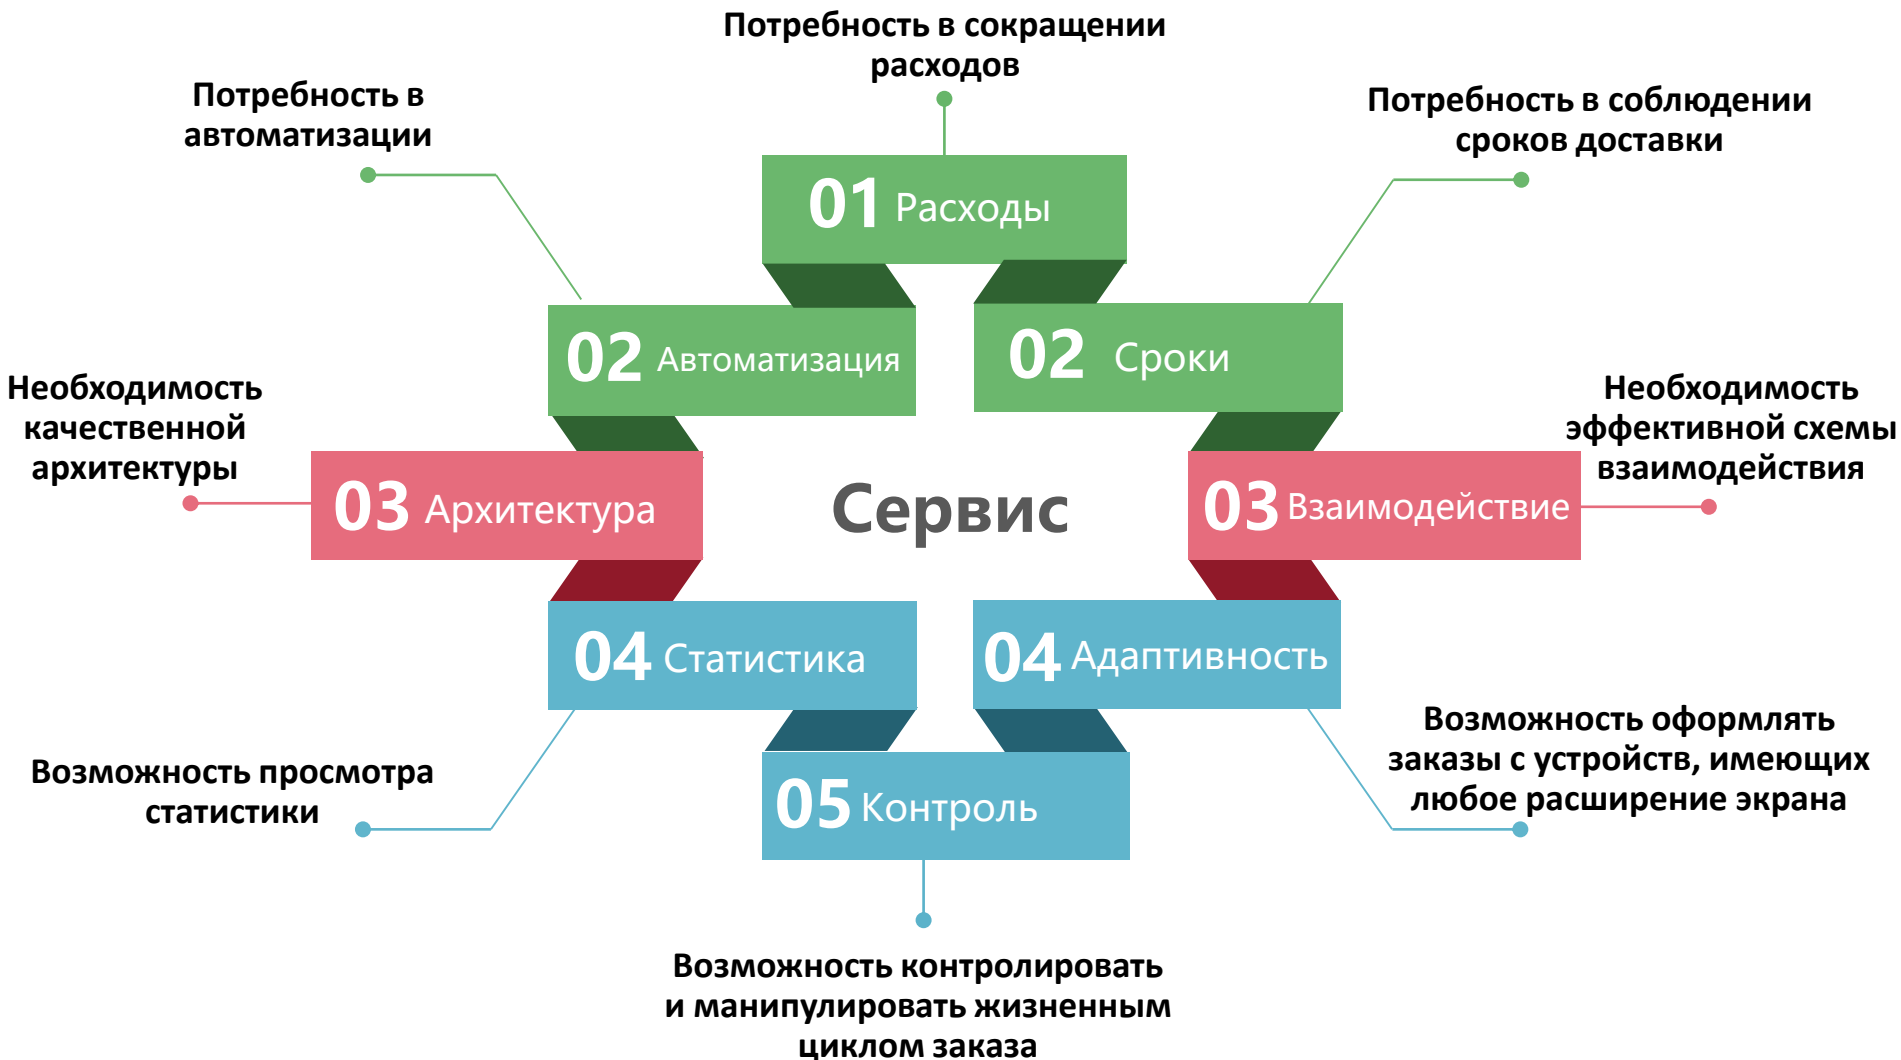 Потребность в сокращении
расходов
Потребность в
автоматизации
Потребность в соблюдении
сроков доставки
01 Расходы
02 Автоматизация
02 Сроки
Необходимость
качественной
архитектуры
Необходимость
эффективной схемы
взаимодействия
03 Архитектура
Сервис
03 Взаимодействие
04 Статистика
04 Адаптивность
Возможность просмотра
статистики
Возможность оформлять
заказы с устройств, имеющих
любое расширение экрана
05 Контроль
Возможность контролировать
и манипулировать жизненным
циклом заказа